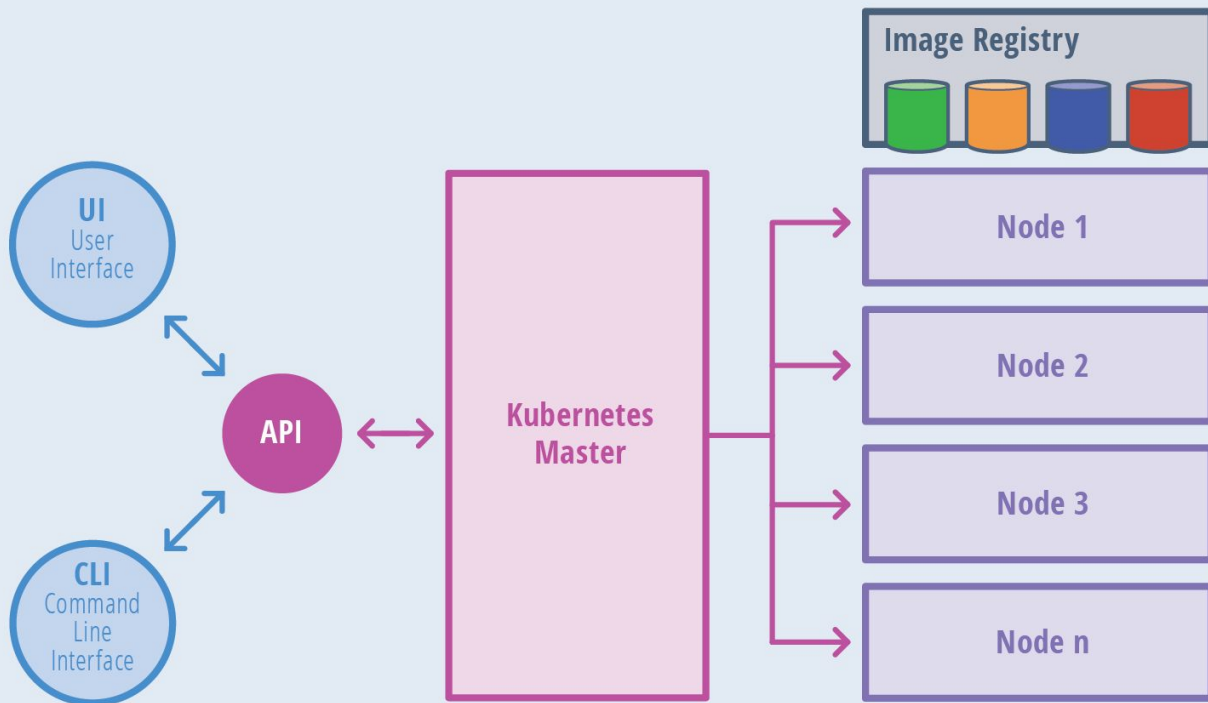 Image Registry
UI
User
Interface
API
CLI
Command
Line
Interface
Kubernetes
Master
Node 1
Node 2
Node 3
Node n